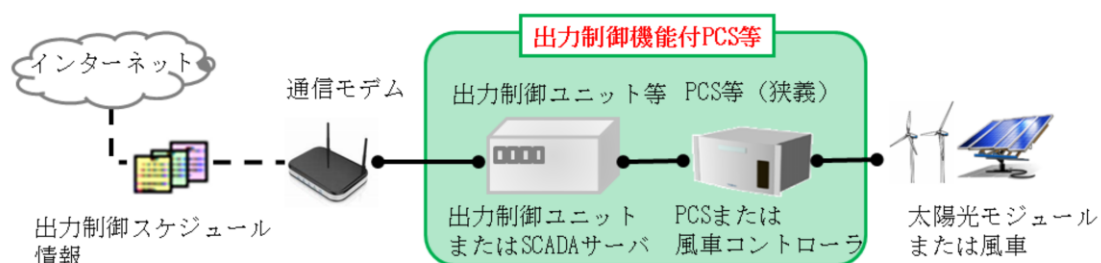 出力制御機能付PCS等
インターネット
通信モデム
出力制御ユニット等
PCS等（狭義）
出力制御スケジュール
情報
出力制御ユニット
またはSCADAサーバ
PCSまたは
風車コントローラ
太陽光モジュール
または風車